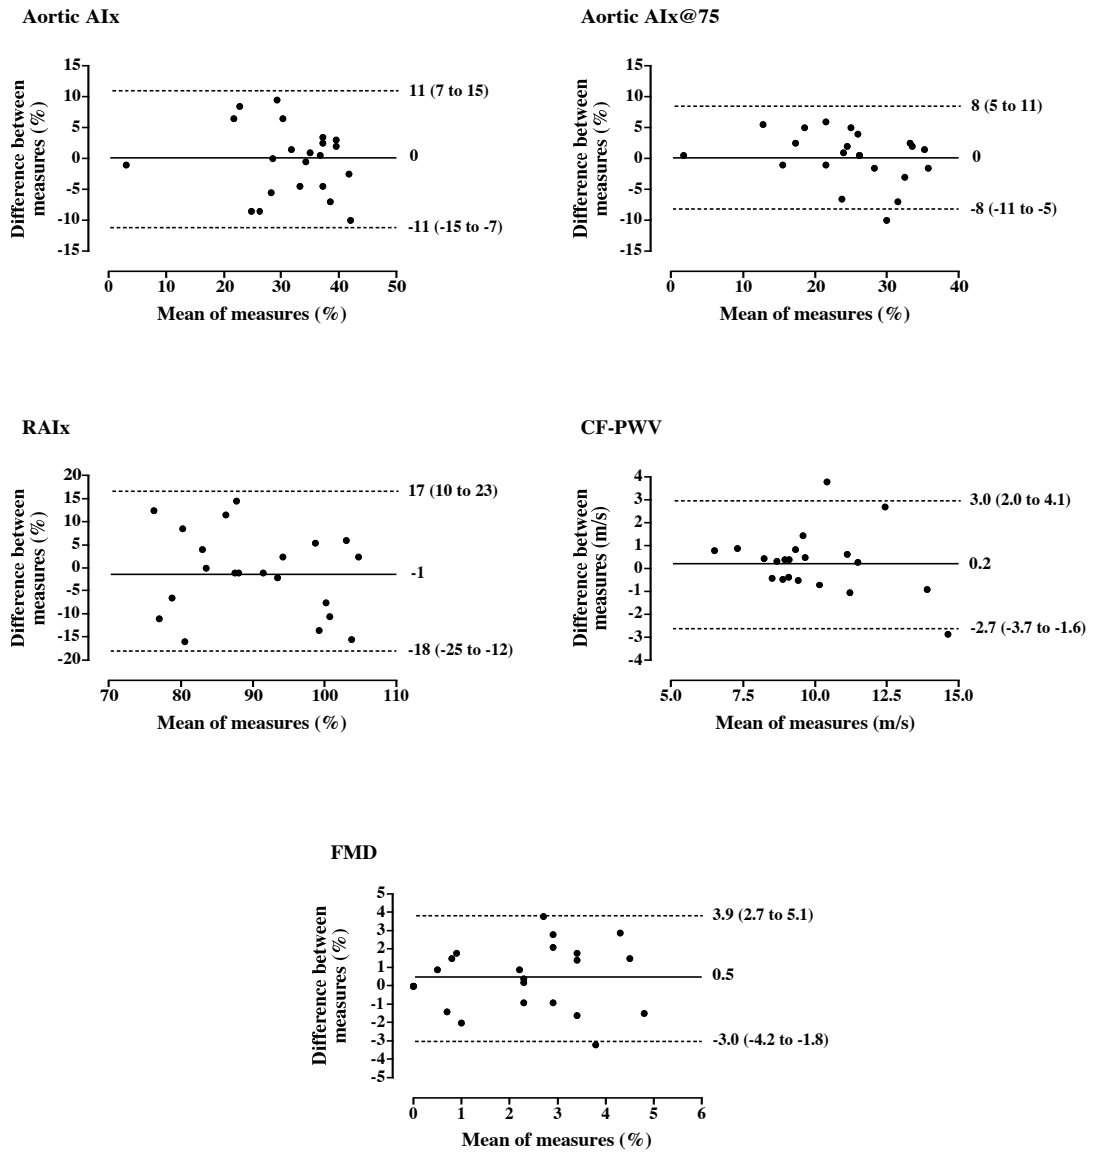 Aortic AIx
Difference between
measures (%)
15
10
5
0
-5
-10
-15
11 (7 to 15)
0
-11 (-15 to -7)
0 10 20 30 40 50
Mean of measures (%)
Aortic AIx@75
Difference between
measures (%)
15
10
5
0
-5
-10
-15
8 (5 to 11)
0
-8 (-11 to -5)
0 10 20 30 40
Mean of measures (%)
RAIx
Difference between
measures (%)
20
15
10
5
0
-5
-10
-15
-20
17 (10 to 23)
-1
-18 (-25 to -12)
70 80 90 100 110
Mean of measures (%)
CF-PWV
Difference between
measures (m/s)
4
3
2
1
0
-1
-2
-3
-4
3.0 (2.0 to 4.1)
0.2
-2.7 (-3.7 to -1.6)
5.0 7.5 10.0 12.5 15.0
Mean of measures (m/s)
FMD
Difference between
measures (%)
5
4
3
2
1
0
-1
-2
-3
-4
-5
3.9 (2.7 to 5.1)
0.5
-3.0 (-4.2 to -1.8)
0 1 2 3 4 5 6
Mean of measures (%)